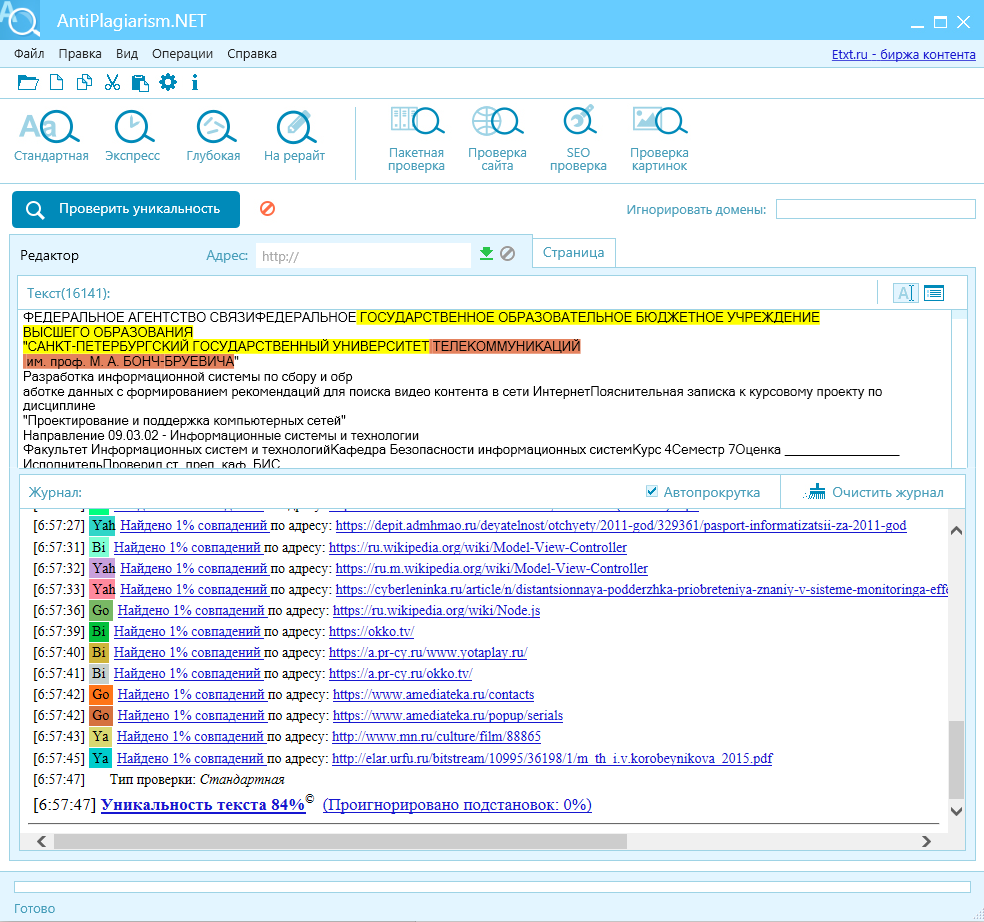 AntiPlagiarism.NET
Файл Правка Вид Операции Справка Etxt.ru - биржа контента
Aa
Стандартная Экспресс Глубокая На рерайт Пакетная проверка Проверка сайта SEO проверка Проверка картинок
Проверить уникальность Игнорировать домены:
Редактор Адрес: http:// Страница
Текст(16141):
ФЕДЕРАЛЬНОЕ АГЕНТСТВО СВЯЗИФЕДЕРАЛЬНОЕ ГОСУДАРСТВЕННОЕ ОБРАЗОВАТЕЛЬНОЕ БЮДЖЕТНОЕ УЧРЕЖДЕНИЕ
ВЫСШЕГО ОБРАЗОВАНИЯ
"САНКТ-ПЕТЕРБУРГСКИЙ ГОСУДАРСТВЕННЫЙ УНИВЕРСИТЕТ ТЕЛЕКОММУНИКАЦИЙ
им. проф. М. А. БОНЧ-БРУЕВИЧА"
Разработка информационной системы по сбору и обр
аботке данных с формированием рекомендаций для поиска видео контента в сети ИнтернетПояснительная записка к курсовому проекту по
дисциплине
"Проектирование и поддержка компьютерных сетей"
Направление 09.03.02 - Информационные системы и технологии
Факультет Информационных систем и технологийКафедра Безопасности информационных системКурс 4Семестр 7Оценка ________________
ИсполнительПроверил ст. преп. каф. БИС
Журнал: Автопрокрутка Очистить журнал
[6:57:27] Yah Найдено 1% совпадений по адресу: https://depit.admhmao.ru/deyatelnost/otchyety/2011-god/329361/pasport-informatizatsii-za-2011-god
[6:57:31] Bi Найдено 1% совпадений по адресу: https://ru.wikipedia.org/wiki/Model-View-Controller
[6:57:32] Yah Найдено 1% совпадений по адресу: https://ru.m.wikipedia.org/wiki/Model-View-Controller
[6:57:33] Yah Найдено 1% совпадений по адресу: https://cyberleninka.ru/article/n/distantsionnaya-podderzhka-priobreteniya-znaniy-v-sisteme-monitoringa-effe
[6:57:36] Go Найдено 1% совпадений по адресу: https://ru.wikipedia.org/wiki/Node.js
[6:57:39] Bi Найдено 1% совпадений по адресу: https://okko.tv/
[6:57:40] Bi Найдено 1% совпадений по адресу: https://a.pr-cy.ru/www.yotaplay.ru/
[6:57:41] Bi Найдено 1% совпадений по адресу: https://a.pr-cy.ru/okko.tv/
[6:57:42] Go Найдено 1% совпадений по адресу: https://www.amediateka.ru/contacts
[6:57:42] Go Найдено 1% совпадений по адресу: https://www.amediateka.ru/popup/serials
[6:57:43] Ya Найдено 1% совпадений по адресу: http://www.mn.ru/culture/film/88865
[6:57:45] Ya Найдено 1% совпадений по адресу: http://elar.urfu.ru/bitstream/10995/36198/1/m_th_i.v.korobeynikova_2015.pdf
[6:57:47] Тип проверки: Стандартная
[6:57:47] Уникальность текста 84%© (Проигнорировано подстановок: 0%)
Готово